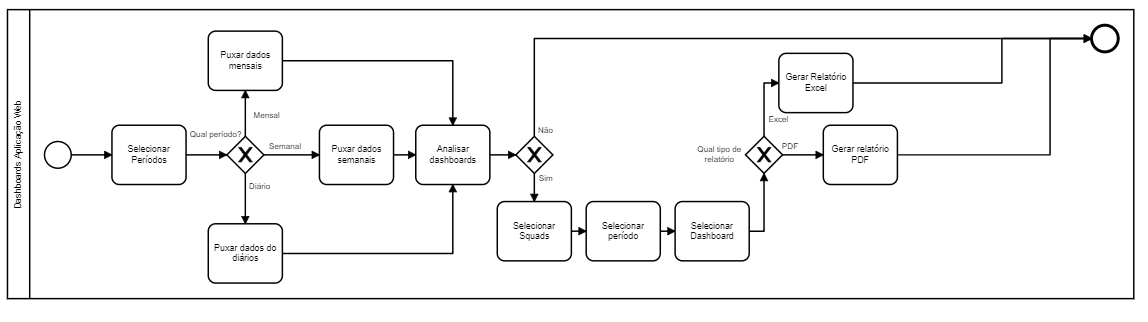 Dashboards Aplicação Web
Selecionar
Períodos
Qual período?
Mensal
Puxar dados
mensais
Semanal
Puxar dados
semanais
Diário
Puxar dados do
diários
Analisar
dashboards
Não
Sim
Selecionar
Squads
Selecionar
período
Selecionar
Dashboard
Qual tipo de
relatório
Excel
Gerar Relatório
Excel
PDF
Gerar relatório
PDF